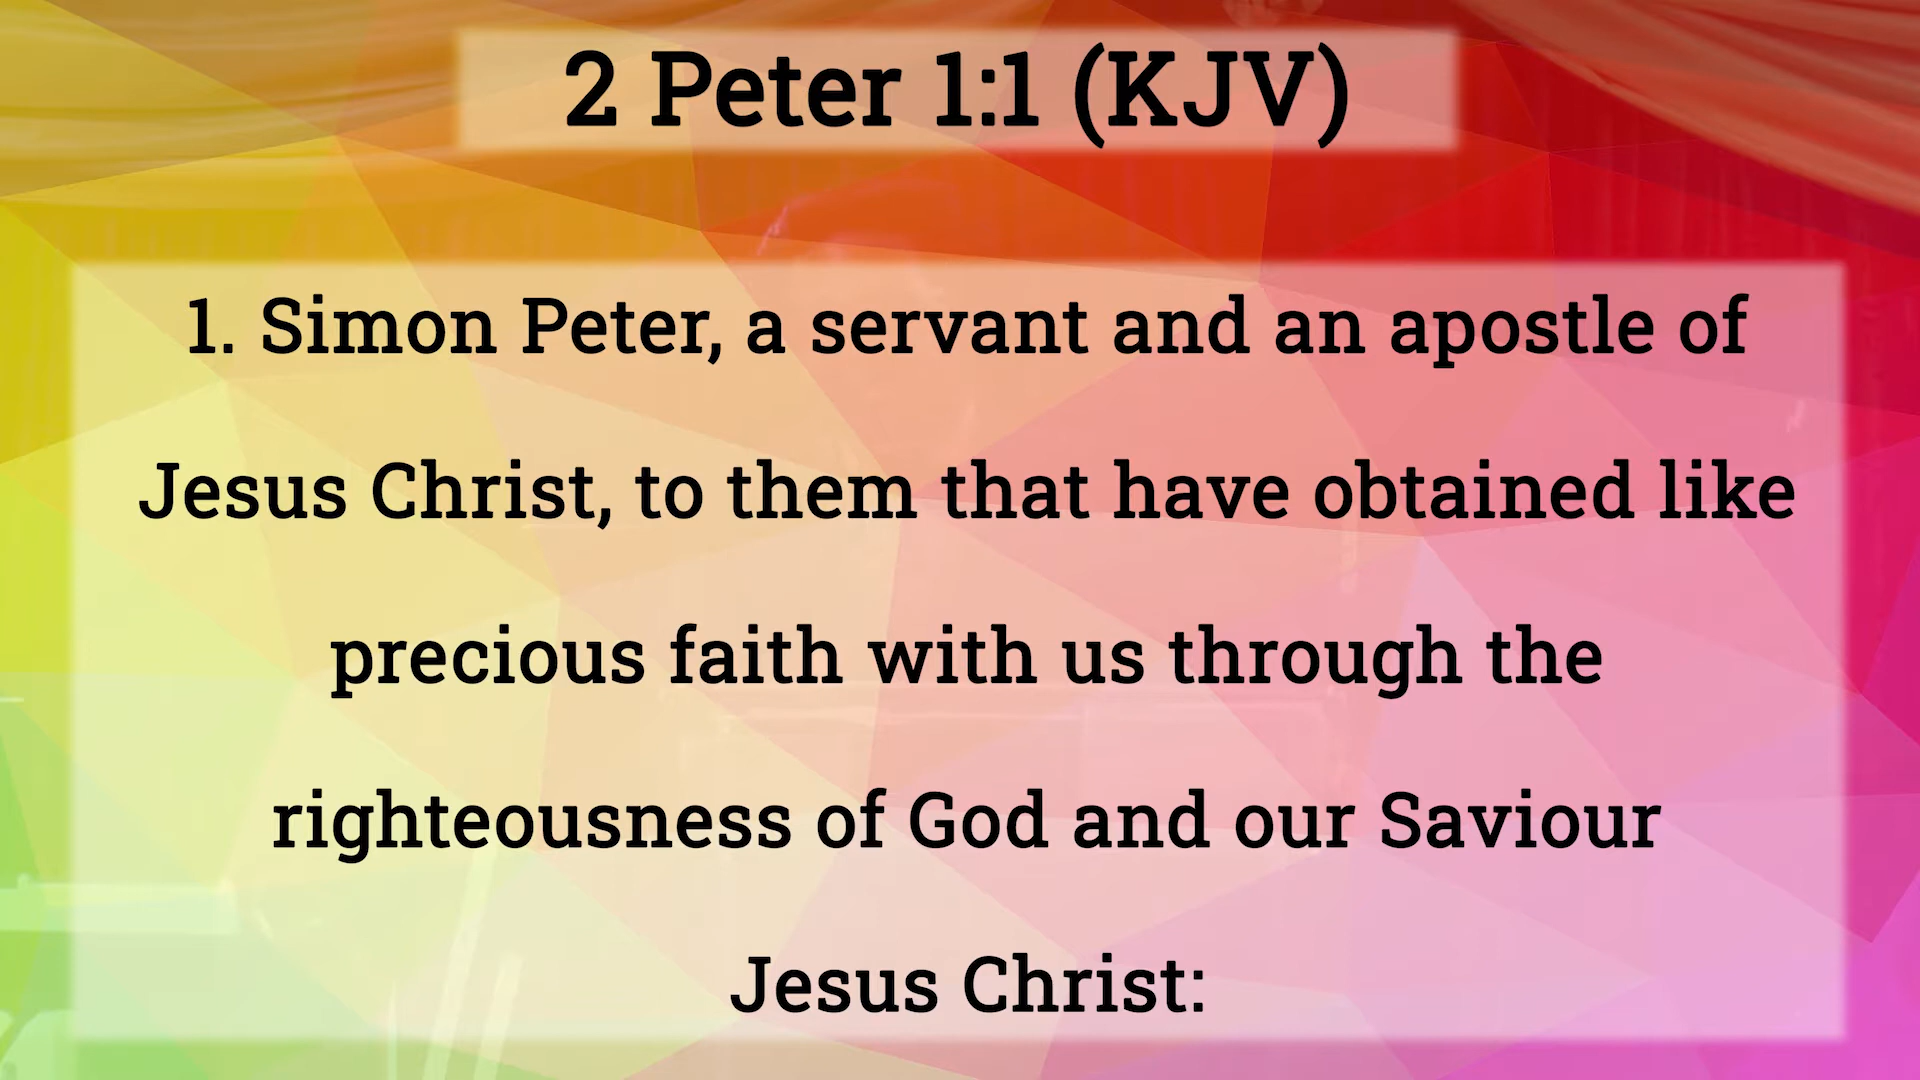 2 Peter 1:1 (KJV)
1. Simon Peter, a servant and an apostle of
Jesus Christ, to them that have obtained like
precious faith with us through the
righteousness of God and our Saviour
Jesus Christ: